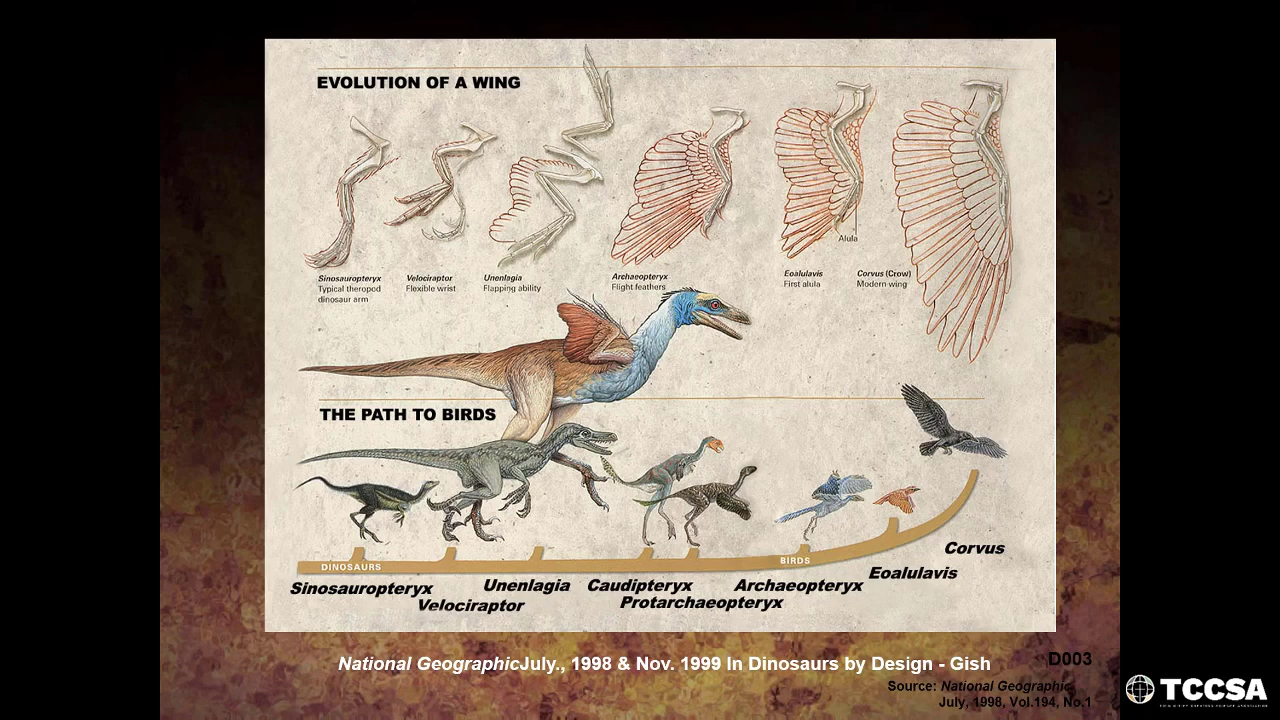 EVOLUTION OF A WING
Alula
Sinosauropteryx
Typical theropod
dinosaur arm
Velociraptor
Flexible wrist
Unenlagia
Flapping ability
Archaeopteryx
Flight feathers
Eoalulavis
First alula
Corvus (Crow)
Modern wing
THE PATH TO BIRDS
DINOSAURS
BIRDS
Corvus
Eoalulavis
Sinosauropteryx
Unenlagia
Caudipteryx
Archaeopteryx
Velociraptor
Protarchaeopteryx
National GeographicJuly., 1998 & Nov. 1999 In Dinosaurs by Design - Gish
D003
Source: National Geographic,
July, 1998, Vol.194, No.1
TCCSA